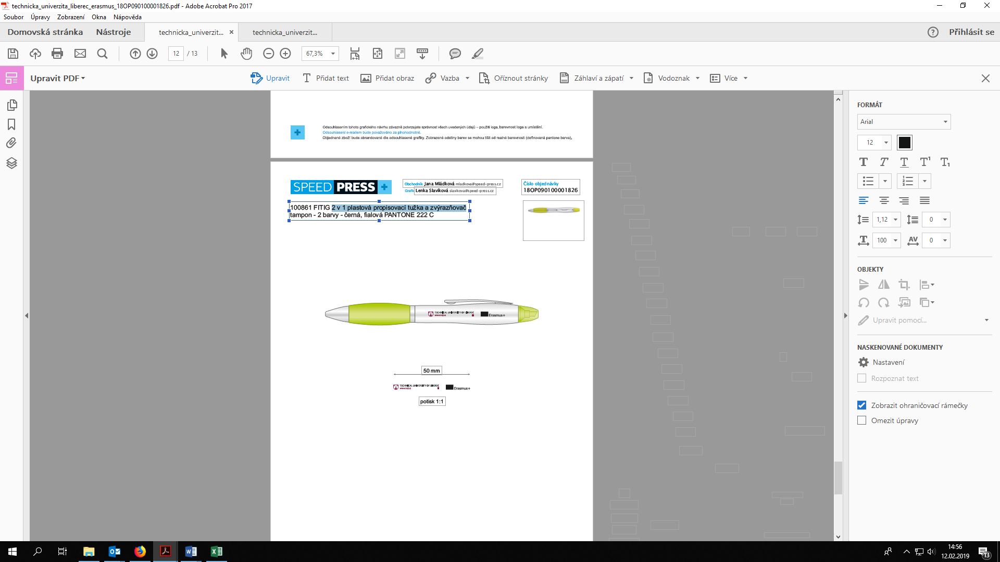 technicka_univerzita_liberec_erasmus_18OP090100001826.pdf - Adobe Acrobat Pro 2017
Soubor Úpravy Zobrazení Okna Nápověda
Domovská stránka Nástroje technicka_univerzit... × technicka_univerzit... ? Přihlásit se
12 / 13 67,3%
Upravit PDF Upravit Přidat text Přidat obraz Vazba Oříznout stránky Záhlaví a zápatí Vodoznak Více
Odsouhlasením tohoto grafického návrhu závazně potvrzujete správnost všech uvedených údajů – použití loga, barevnost loga a umístění.
Odsouhlasení e-mailem bude považováno za plnohodnotné.
Objednané zboží bude obrandované dle odsouhlasené grafiky. Zobrazené odstíny barev se mohou lišit od reálné barevnosti (definovaná pantone barva),
SPEED PRESS +
Obchodník Jana Mládková mladkova@speed-press.cz
Grafik Lenka Slavíková slavikova@speed-press.cz
Číslo objednávky
18OP090100001826
100861 FITIG 2 v 1 plastová propisovací tužka a zvýrazňovač
tampon - 2 barvy - černá, fialová PANTONE 222 C
TECHNICAL UNIVERSITY OF LIBEREC
www.tul.cz
Erasmus+
50 mm
TECHNICAL UNIVERSITY OF LIBEREC
www.tul.cz
Erasmus+
potisk 1:1
FORMÁT
Arial
12
T T T T¹ T₁
1,12 0
100 AV 0
OBJEKTY
Upravit pomocí...
NASKENOVANÉ DOKUMENTY
Nastavení
Rozpoznat text
Zobrazit ohraničovací rámečky
Omezit úpravy
14:56
12.02.2019
13